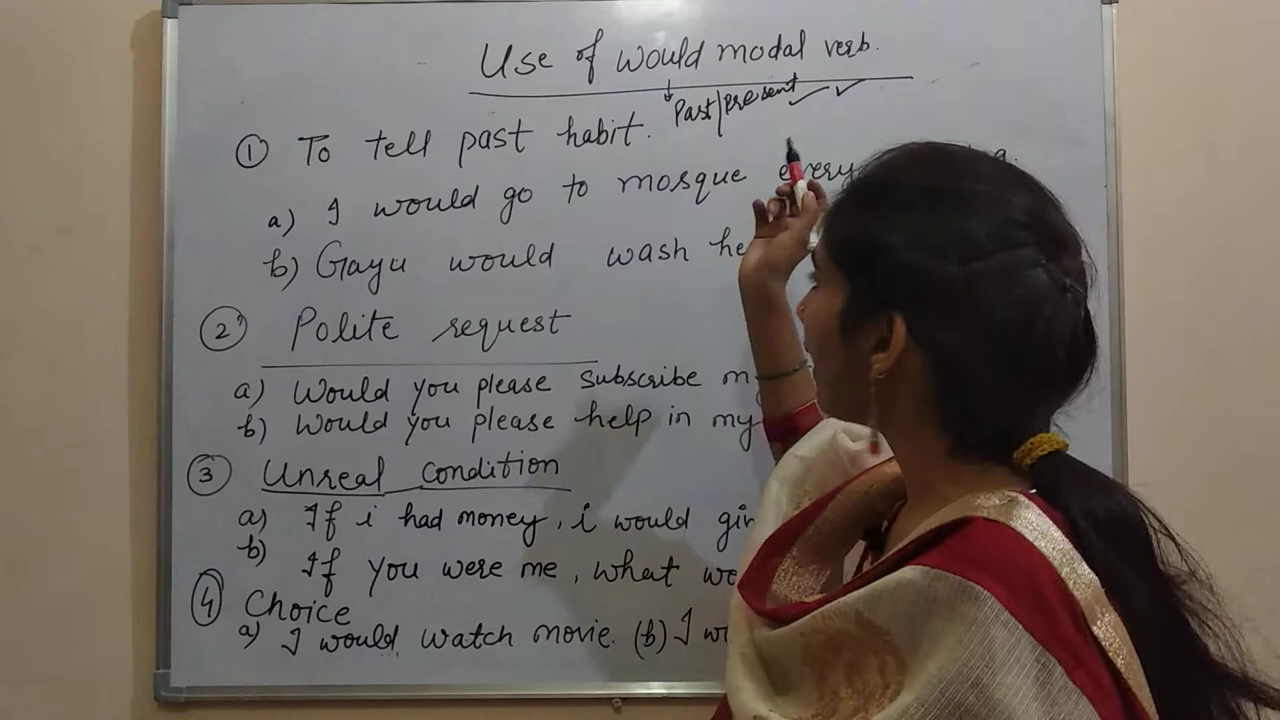 Use of would modal verb.
Past/present
① To tell past habit.
a) I would go to mosque every
b) Gayu would wash he
② Polite request
a) Would you please subscribe m
b) Would you please help in my
③ Unreal condition
a) If i had money, i would giv
b) If you were me, what wo
④ Choice
a) I would watch movie. (b) I w